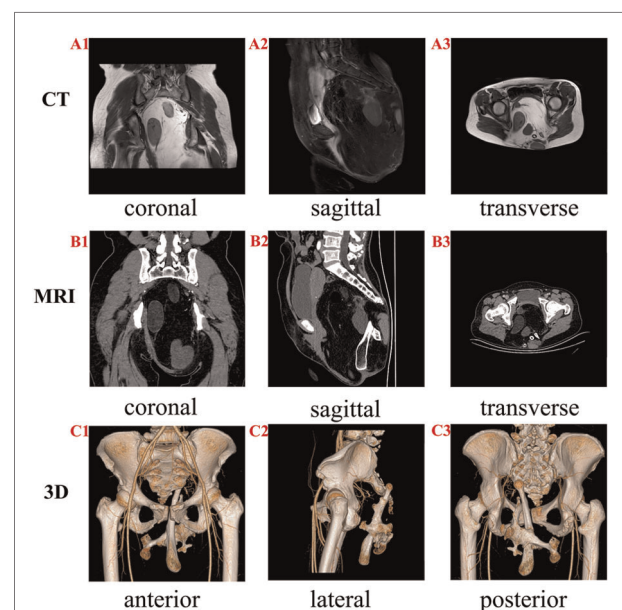 A1 A2 A3
CT
coronal sagittal transverse
B1 B2 B3
MRI
coronal sagittal transverse
C1 C2 C3
3D
anterior lateral posterior